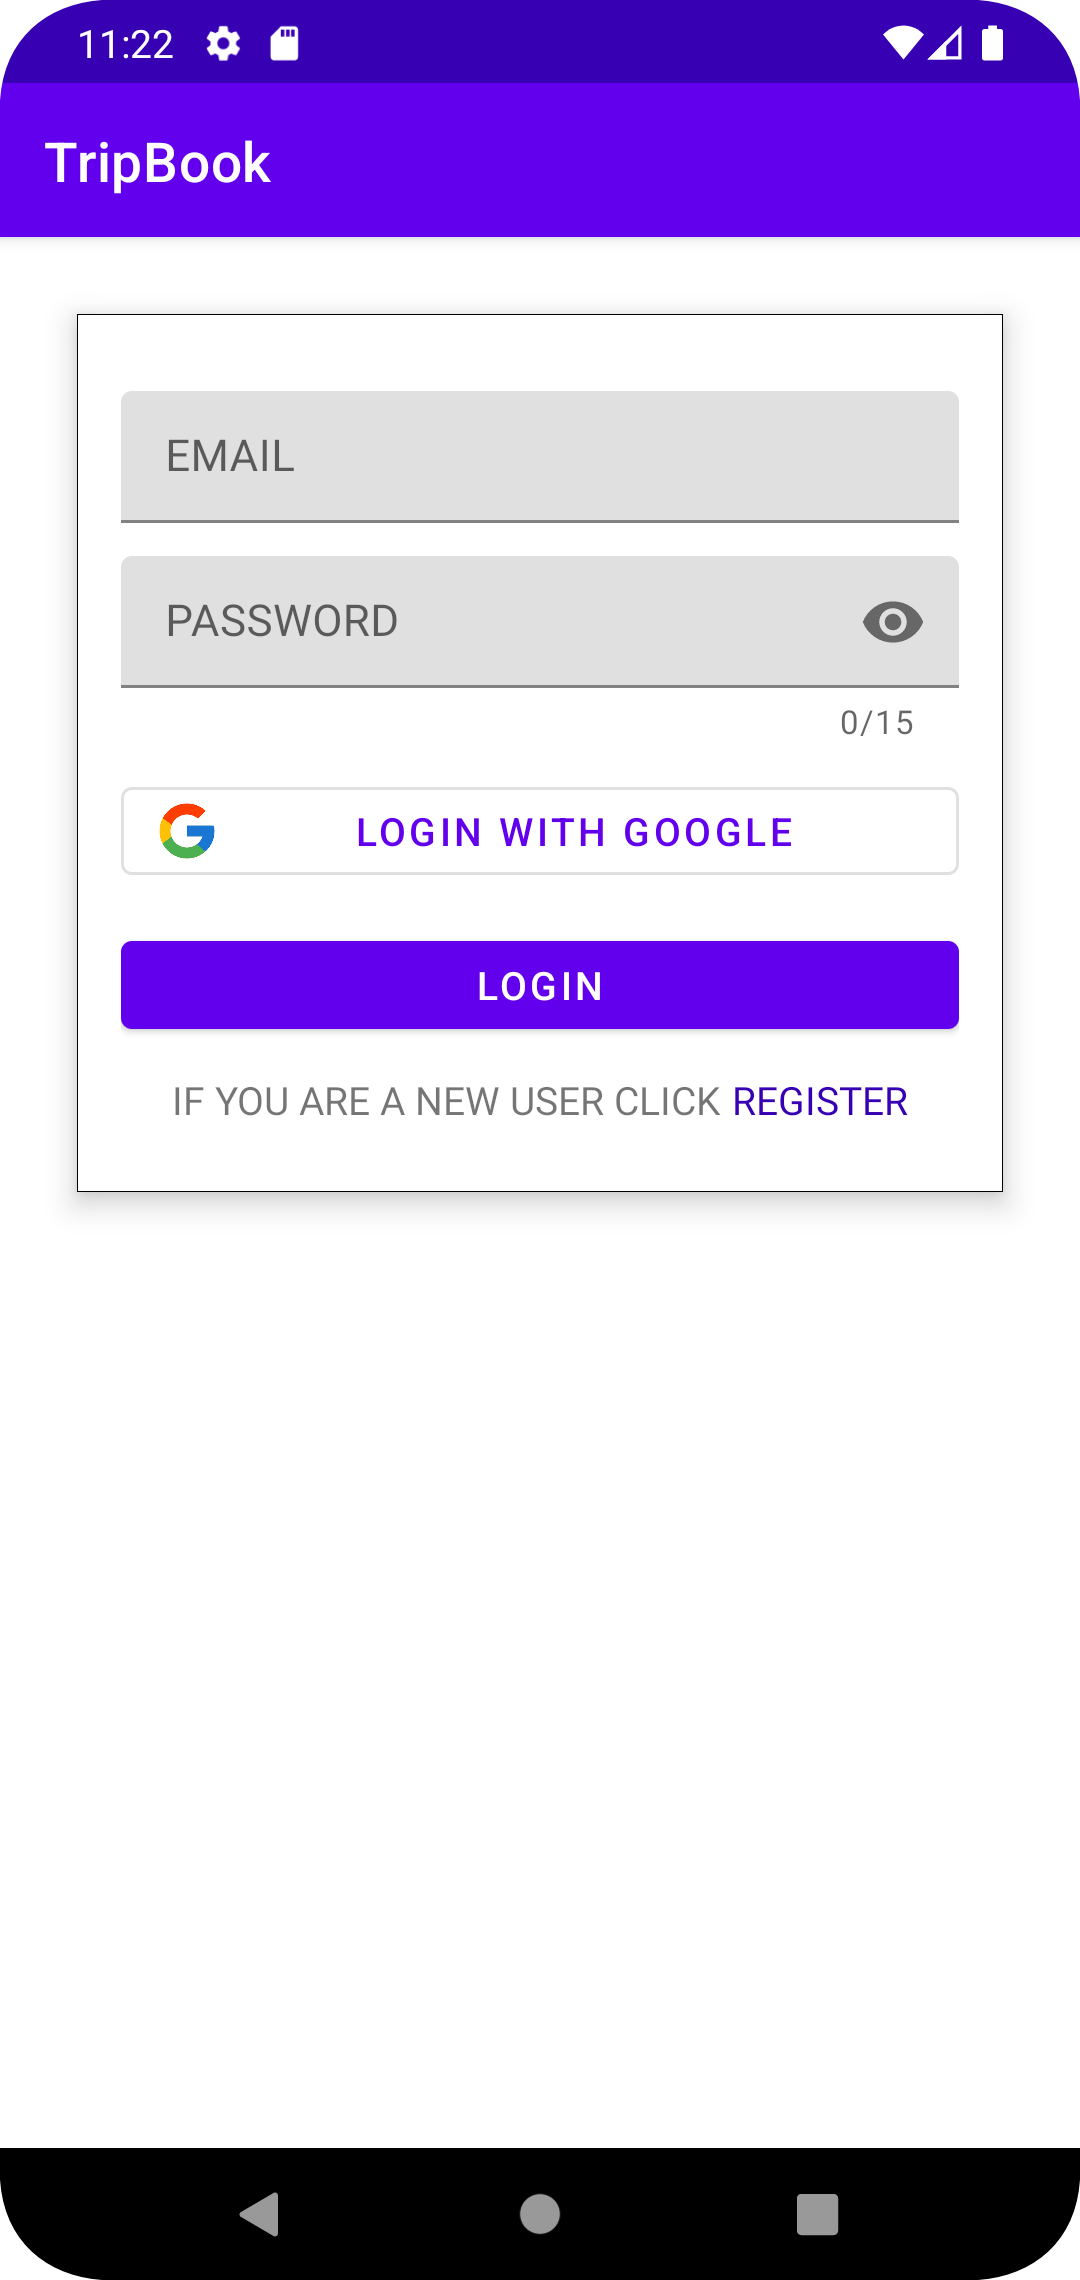 11:22
TripBook
EMAIL
PASSWORD
0/15
LOGIN WITH GOOGLE
LOGIN
IF YOU ARE A NEW USER CLICK REGISTER